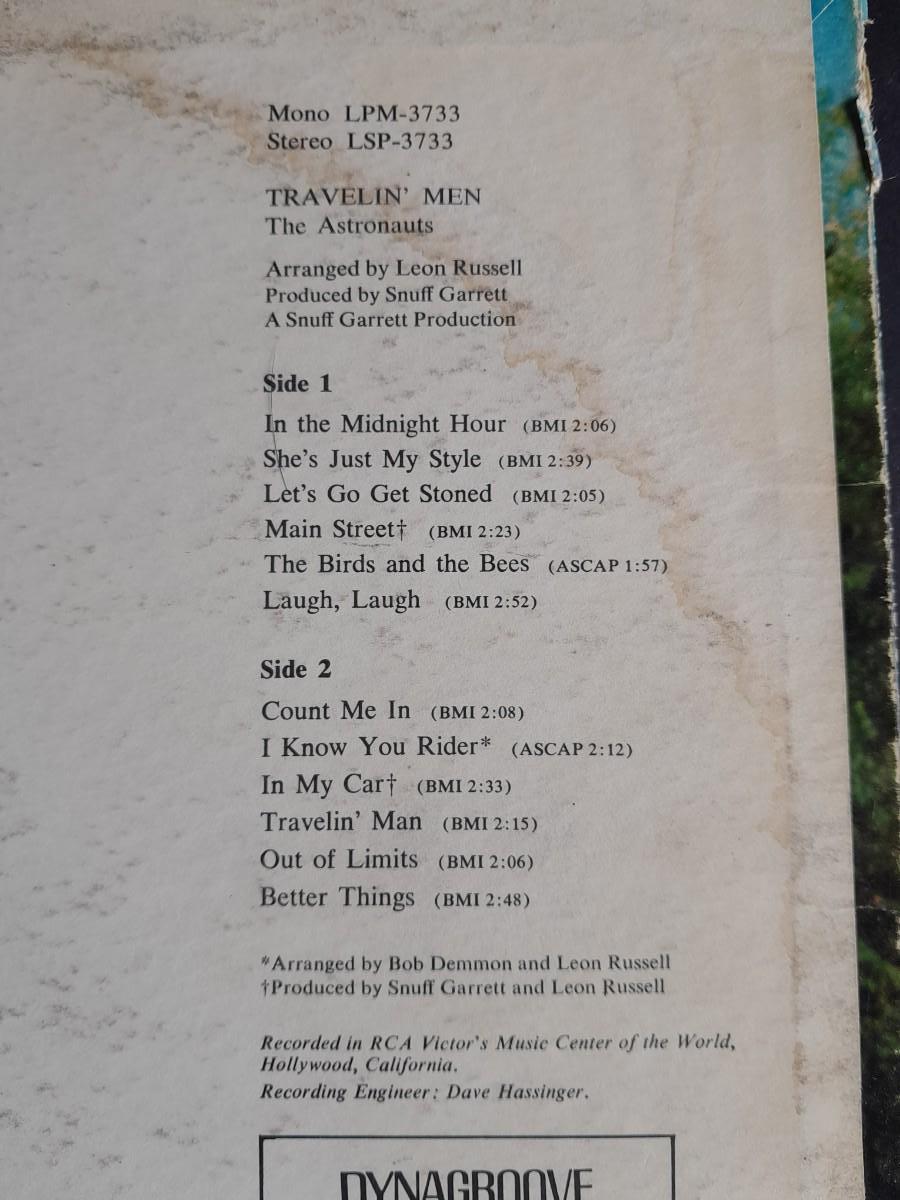 Mono LPM-3733
Stereo LSP-3733
TRAVELIN' MEN
The Astronauts
Arranged by Leon Russell
Produced by Snuff Garrett
A Snuff Garrett Production
Side 1
In the Midnight Hour (BMI 2:06)
She's Just My Style (BMI 2:39)
Let's Go Get Stoned (BMI 2:05)
Main Street† (BMI 2:23)
The Birds and the Bees (ASCAP 1:57)
Laugh, Laugh (BMI 2:52)
Side 2
Count Me In (BMI 2:08)
I Know You Rider* (ASCAP 2:12)
In My Car† (BMI 2:33)
Travelin' Man (BMI 2:15)
Out of Limits (BMI 2:06)
Better Things (BMI 2:48)
*Arranged by Bob Demmon and Leon Russell
†Produced by Snuff Garrett and Leon Russell
Recorded in RCA Victor's Music Center of the World,
Hollywood, California.
Recording Engineer: Dave Hassinger.
DYNAGROOVE